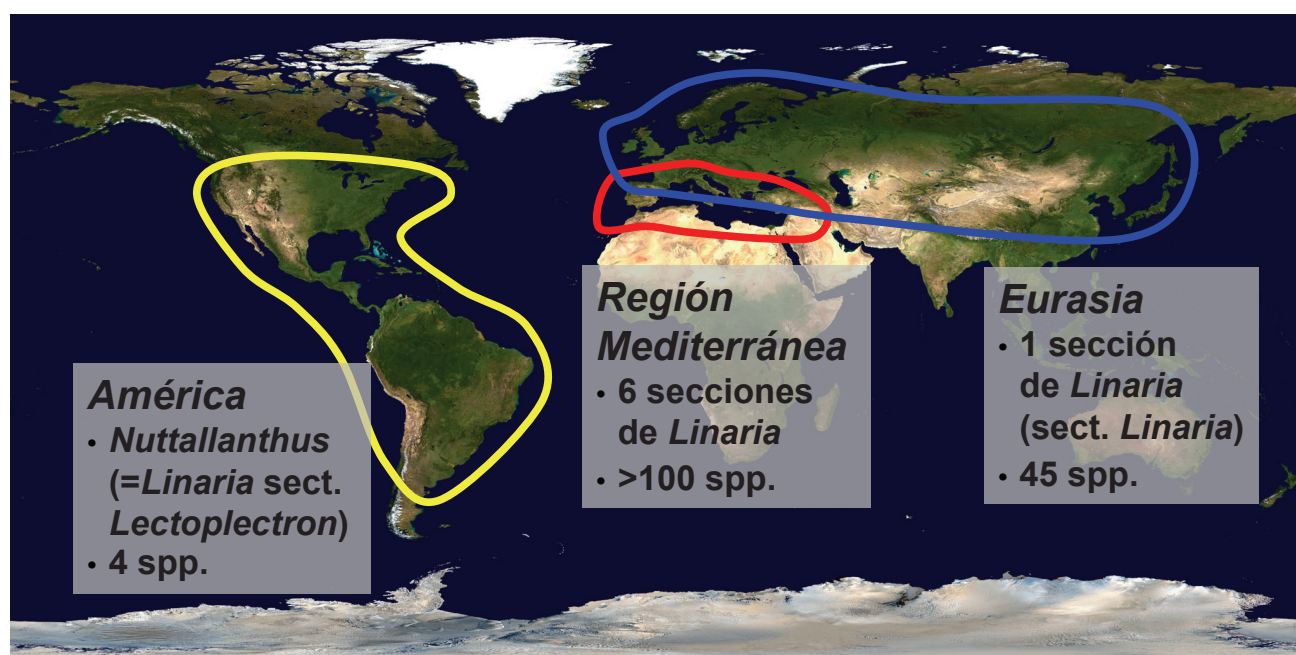 América
• Nuttallanthus
(=Linaria sect.
Lectoplectron)
• 4 spp.
Región
Mediterránea
• 6 secciones
de Linaria
• >100 spp.
Eurasia
• 1 sección
de Linaria
(sect. Linaria)
• 45 spp.